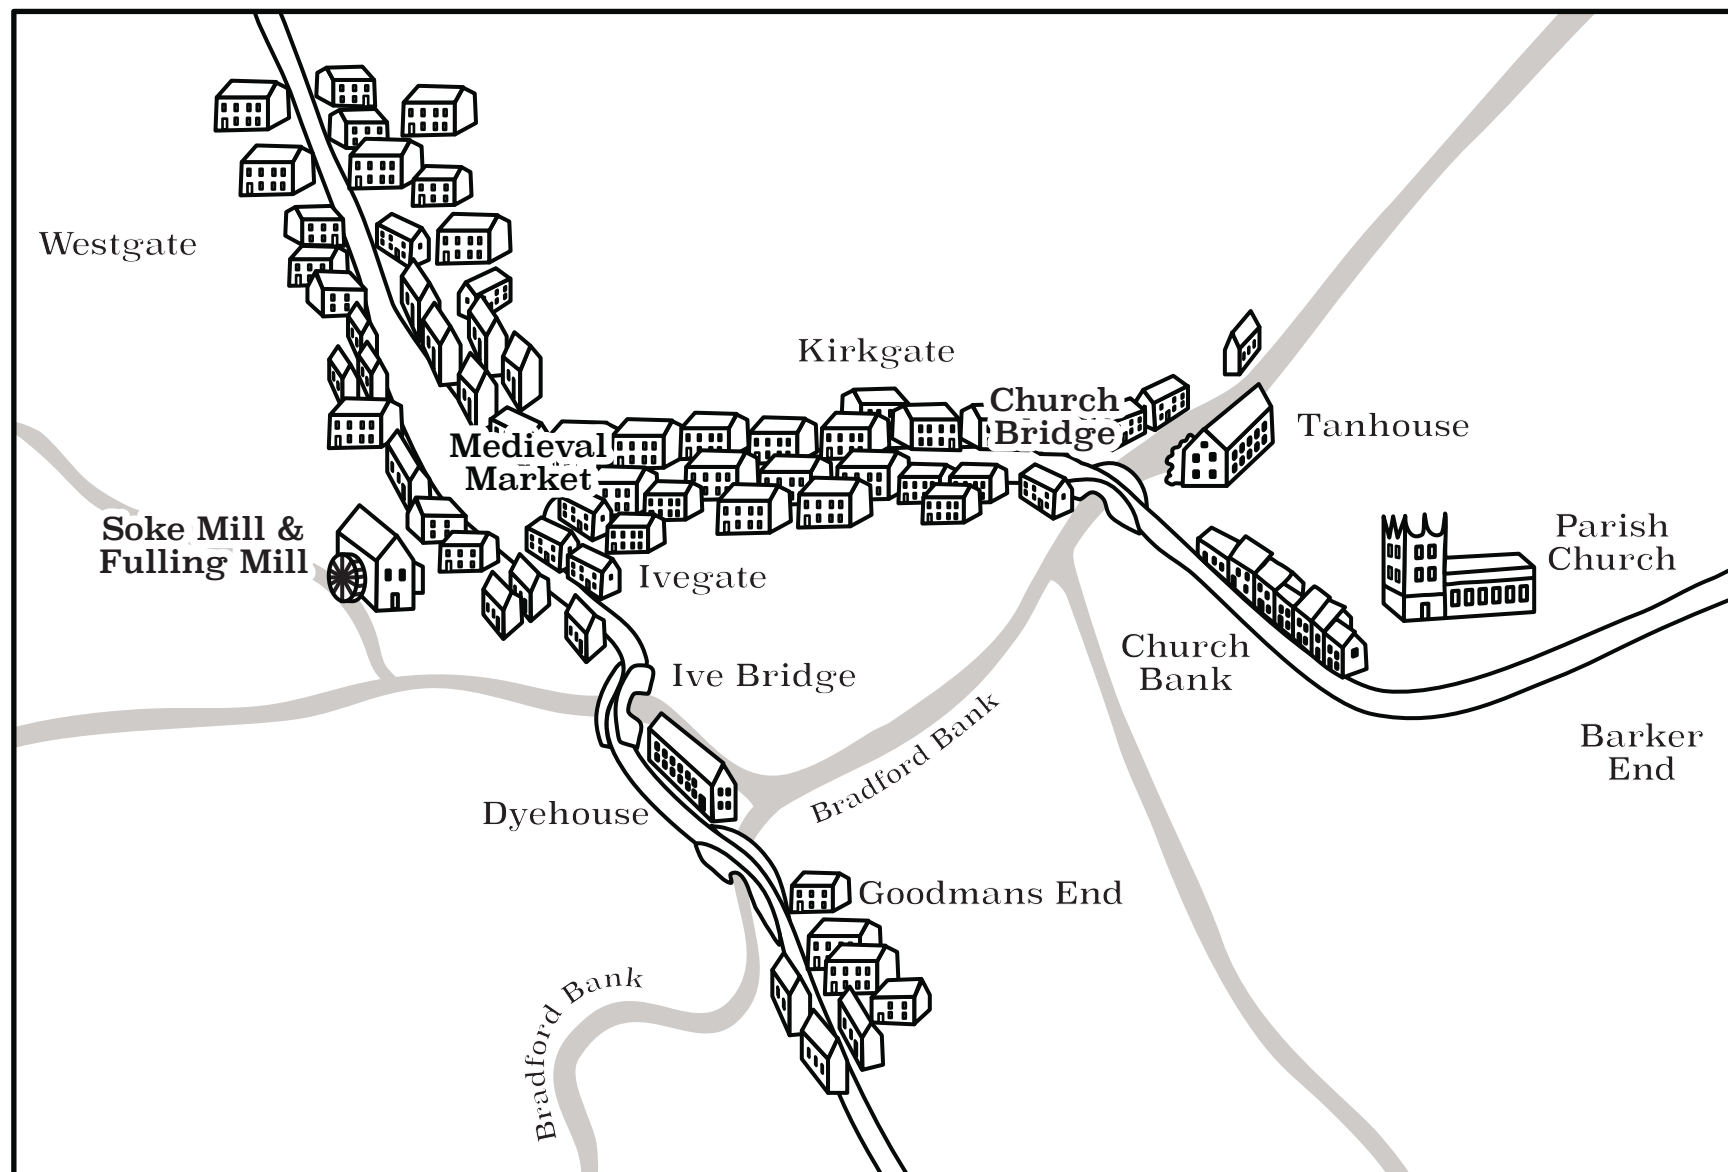 Westgate
Kirkgate
Church
Bridge
Tanhouse
Medieval
Market
Soke Mill &
Fulling Mill
Parish
Church
Ivegate
Church
Bank
Ive Bridge
Barker
End
Bradford Bank
Dyehouse
Goodmans End
Bradford Bank